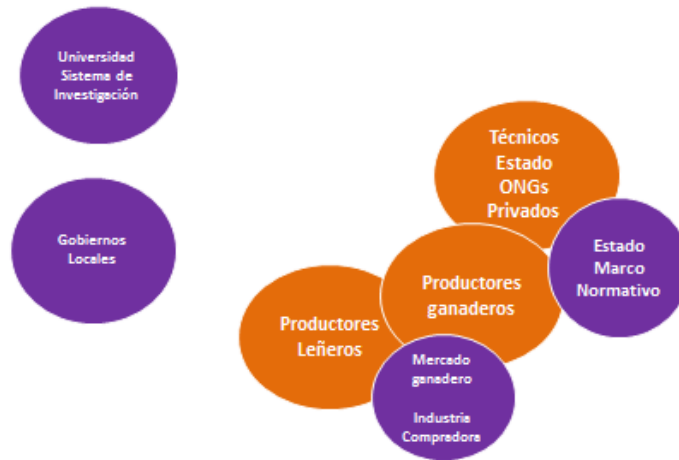 Universidad
Sistema de
Investigación
Técnicos
Estado
ONGs
Privados
Gobiernos
Locales
Estado
Marco
Normativo
Productores
ganaderos
Productores
Leñeros
Mercado
ganadero
Industria
Compradora